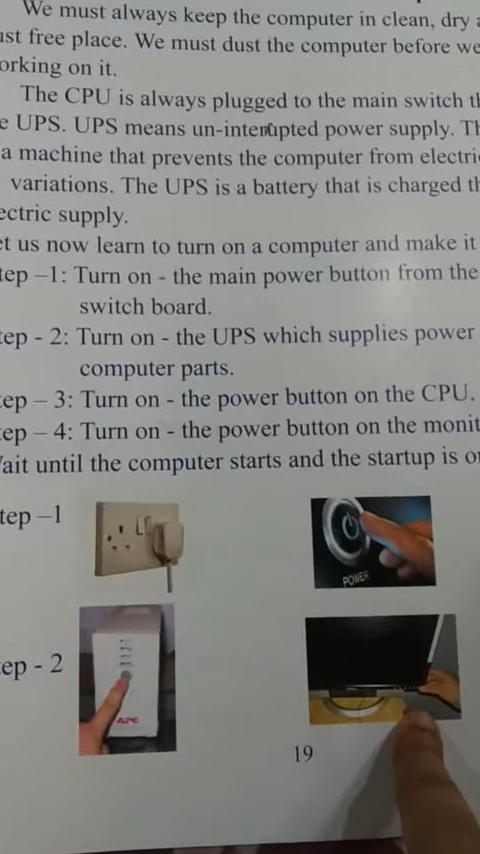 We must always keep the computer in clean, dry a
ust free place. We must dust the computer before we
orking on it.
The CPU is always plugged to the main switch th
e UPS. UPS means un-interrupted power supply. Th
a machine that prevents the computer from electri
variations. The UPS is a battery that is charged th
ectric supply.
et us now learn to turn on a computer and make it
tep –1: Turn on - the main power button from the
switch board.
tep - 2: Turn on - the UPS which supplies power
computer parts.
tep – 3: Turn on - the power button on the CPU.
tep – 4: Turn on - the power button on the monit
ait until the computer starts and the startup is o
tep –1
POWER
ep - 2
APC
19